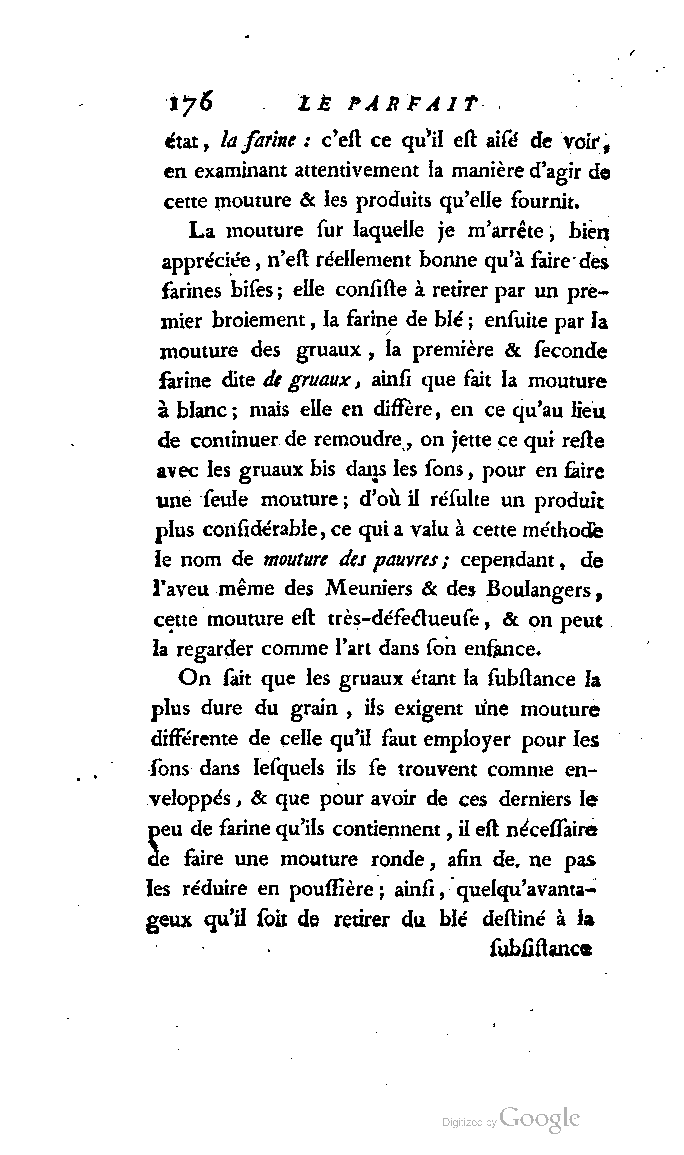 176 LE PARFAIT
état, la farine : c'eſt ce qu'il eſt aiſé de voir,
en examinant attentivement la manière d'agir de
cette mouture & les produits qu'elle fournit.
La mouture ſur laquelle je m'arrête, bien
appréciée, n'eſt réellement bonne qu'à faire des
farines biſes; elle conſiſte à retirer par un pre-
mier broiement, la farine de blé; enſuite par la
mouture des gruaux, la première & ſeconde
farine dite de gruaux, ainſi que fait la mouture
à blanc; mais elle en diffère, en ce qu'au lieu
de continuer de remoudre, on jette ce qui reſte
avec les gruaux bis dans les ſons, pour en faire
une ſeule mouture; d'où il réſulte un produit
plus conſidérable, ce qui a valu à cette méthode
le nom de mouture des pauvres; cependant, de
l'aveu même des Meuniers & des Boulangers,
cette mouture eſt très-défectueuſe, & on peut
la regarder comme l'art dans ſon enfance.
On ſait que les gruaux étant la ſubſtance la
plus dure du grain, ils exigent une mouture
différente de celle qu'il faut employer pour les
ſons dans leſquels ils ſe trouvent comme en-
veloppés, & que pour avoir de ces derniers le
peu de farine qu'ils contiennent, il eſt néceſſaire
de faire une mouture ronde, afin de ne pas
les réduire en pouſſière; ainſi, quelqu'avanta-
geux qu'il ſoit de retirer du blé deſtiné à la
ſubſiſtance
Digitized by Google